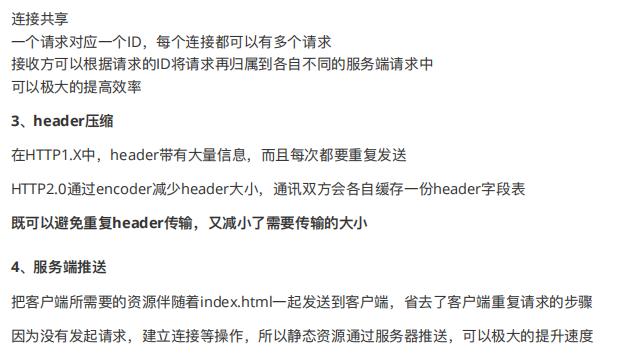 连接共享
一个请求对应一个ID，每个连接都可以有多个请求
接收方可以根据请求的ID将请求再归属到各自不同的服务端请求中
可以极大的提高效率
3、header压缩
在HTTP1.X中，header带有大量信息，而且每次都要重复发送
HTTP2.0通过encoder减少header大小，通讯双方会各自缓存一份header字段表
既可以避免重复header传输，又减小了需要传输的大小
4、服务端推送
把客户端所需要的资源伴随着index.html一起发送到客户端，省去了客户端重复请求的步骤
因为没有发起请求，建立连接等操作，所以静态资源通过服务器推送，可以极大的提升速度